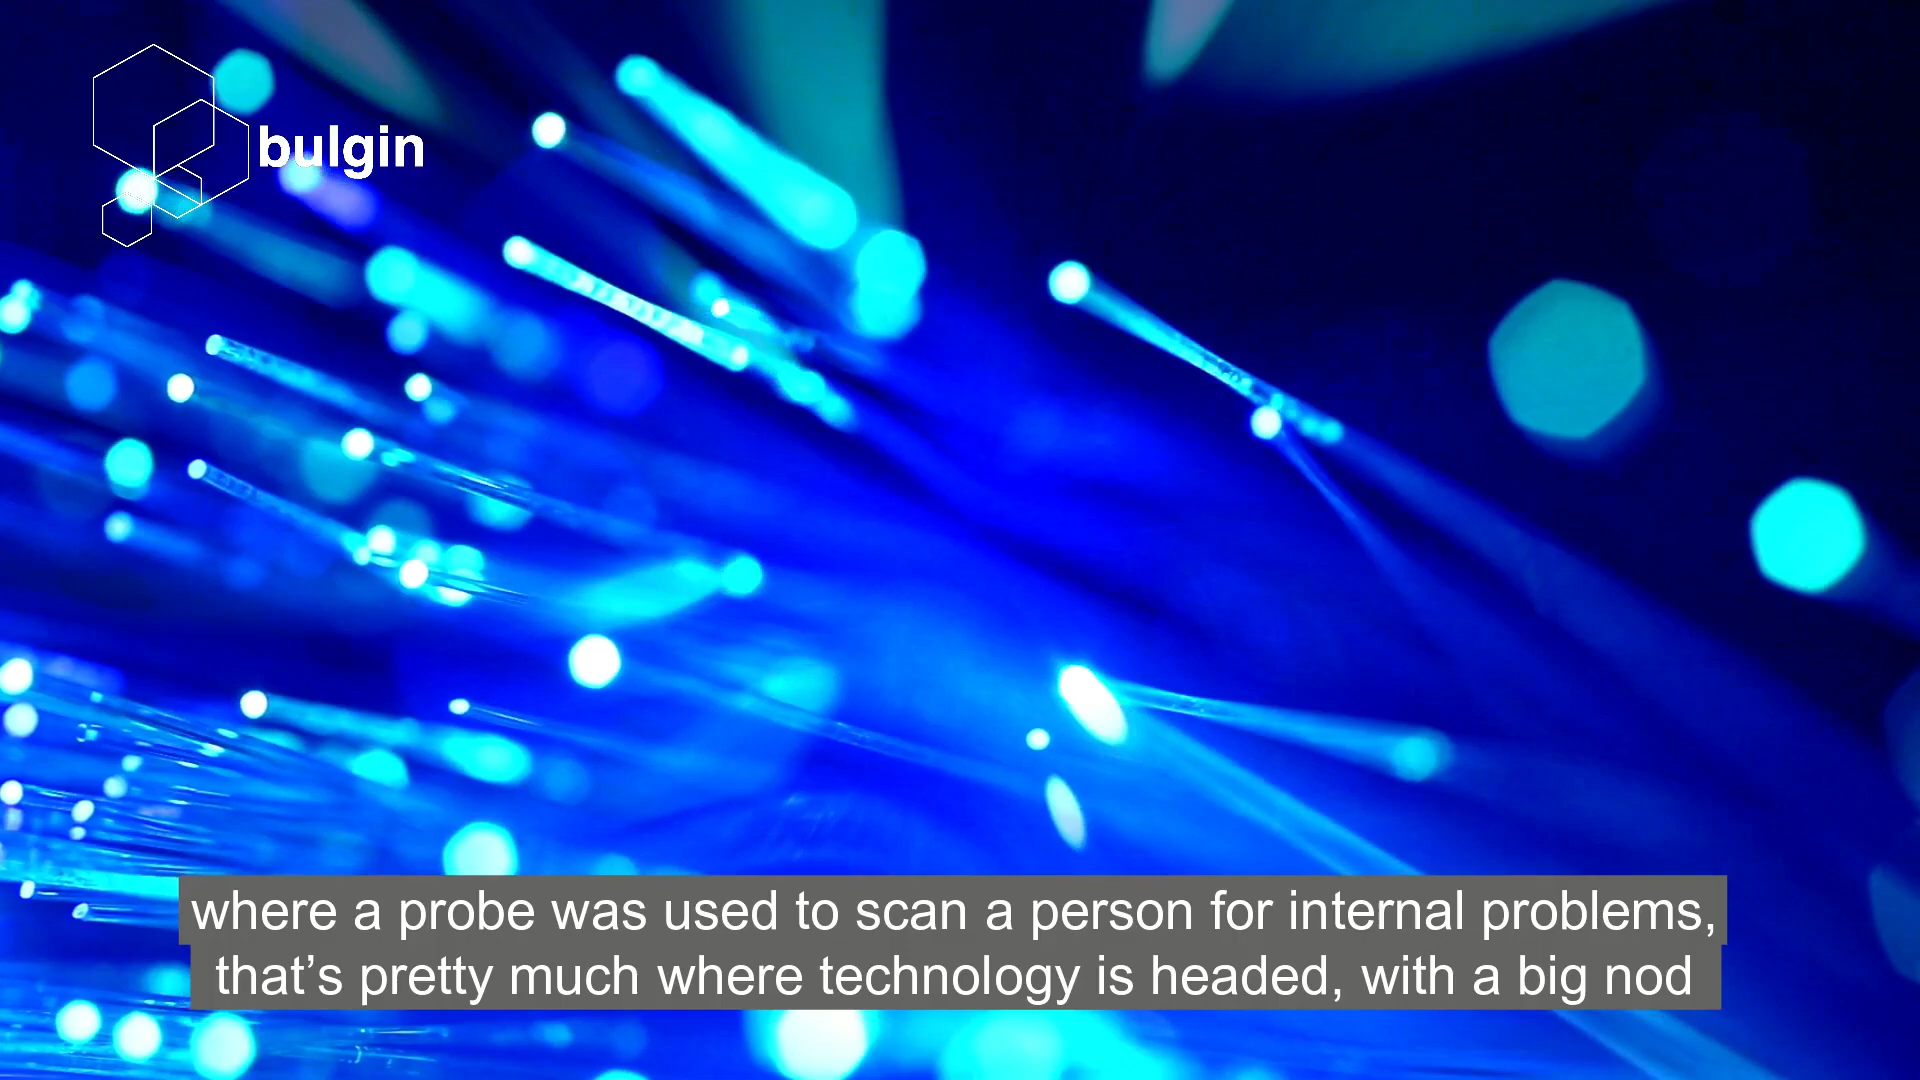 bulgin
where a probe was used to scan a person for internal problems,
that’s pretty much where technology is headed, with a big nod